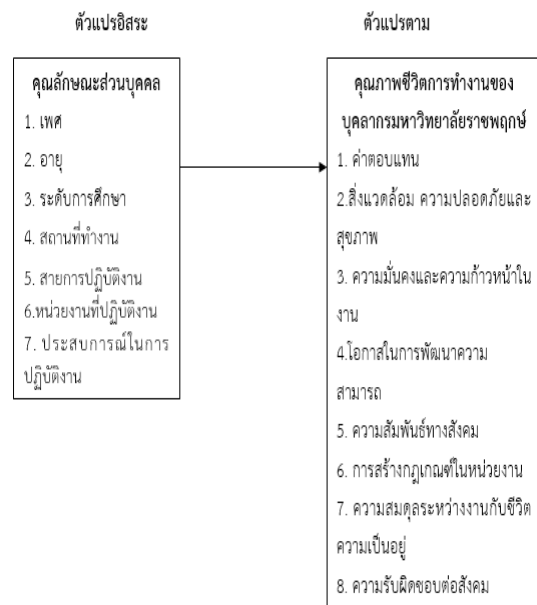 ตัวแปรอิสระ
ตัวแปรตาม
คุณลักษณะส่วนบุคคล
1. เพศ
2. อายุ
3. ระดับการศึกษา
4. สถานที่ทำงาน
5. สายการปฏิบัติงาน
6.หน่วยงานที่ปฏิบัติงาน
7. ประสบการณ์ในการ
ปฏิบัติงาน
คุณภาพชีวิตการทำงานของ
บุคลากรมหาวิทยาลัยราชพฤกษ์
1. ค่าตอบแทน
2.สิ่งแวดล้อม ความปลอดภัยและ
สุขภาพ
3. ความมั่นคงและความก้าวหน้าใน
งาน
4.โอกาสในการพัฒนาความ
สามารถ
5. ความสัมพันธ์ทางสังคม
6. การสร้างกฎเกณฑ์ในหน่วยงาน
7. ความสมดุลระหว่างงานกับชีวิต
ความเป็นอยู่
8. ความรับผิดชอบต่อสังคม